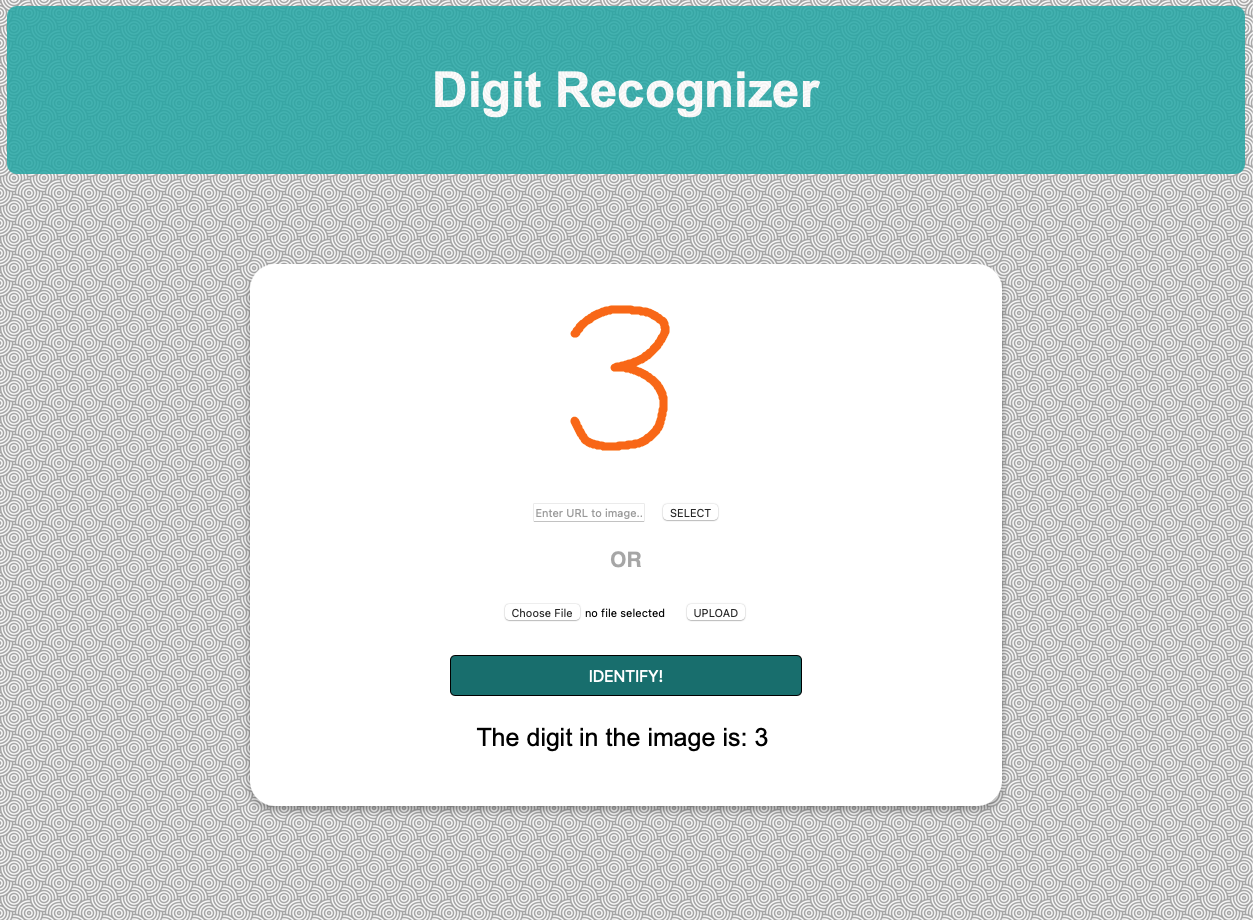 Digit Recognizer
3
Enter URL to image.. SELECT
OR
Choose File no file selected UPLOAD
IDENTIFY!
The digit in the image is: 3